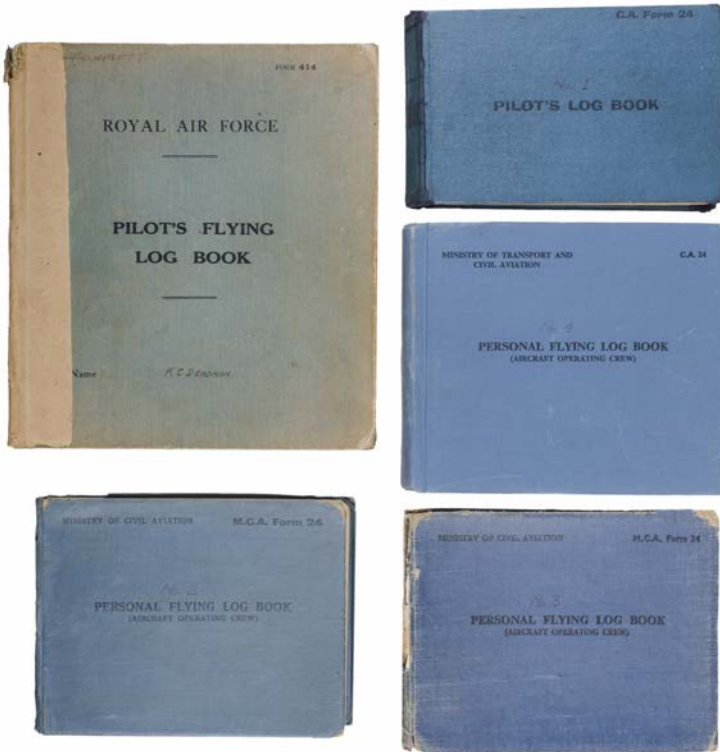 FORM 414
ROYAL AIR FORCE
PILOT'S FLYING
LOG BOOK
Name K C DEADMAN
C.A. Form 24
No. 1
PILOT'S LOG BOOK
MINISTRY OF TRANSPORT AND
CIVIL AVIATION
C.A. 24
No. 4
PERSONAL FLYING LOG BOOK
(AIRCRAFT OPERATING CREW)
MINISTRY OF CIVIL AVIATION
M.C.A. Form 24
No. 2
PERSONAL FLYING LOG BOOK
(AIRCRAFT OPERATING CREW)
MINISTRY OF CIVIL AVIATION
M.C.A. Form 24
No. 3
PERSONAL FLYING LOG BOOK
(AIRCRAFT OPERATING CREW)